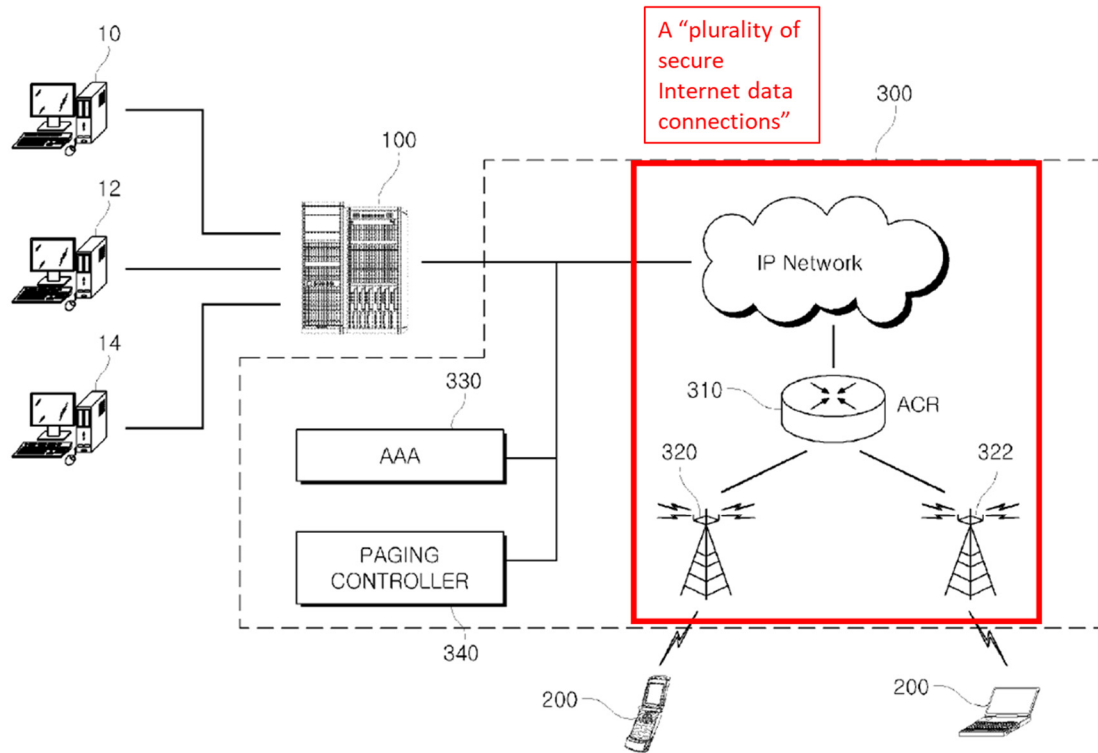 A “plurality of
secure
Internet data
connections”
10
300
100
12
IP Network
14
310
ACR
330
320
322
AAA
PAGING
CONTROLLER
340
200
200